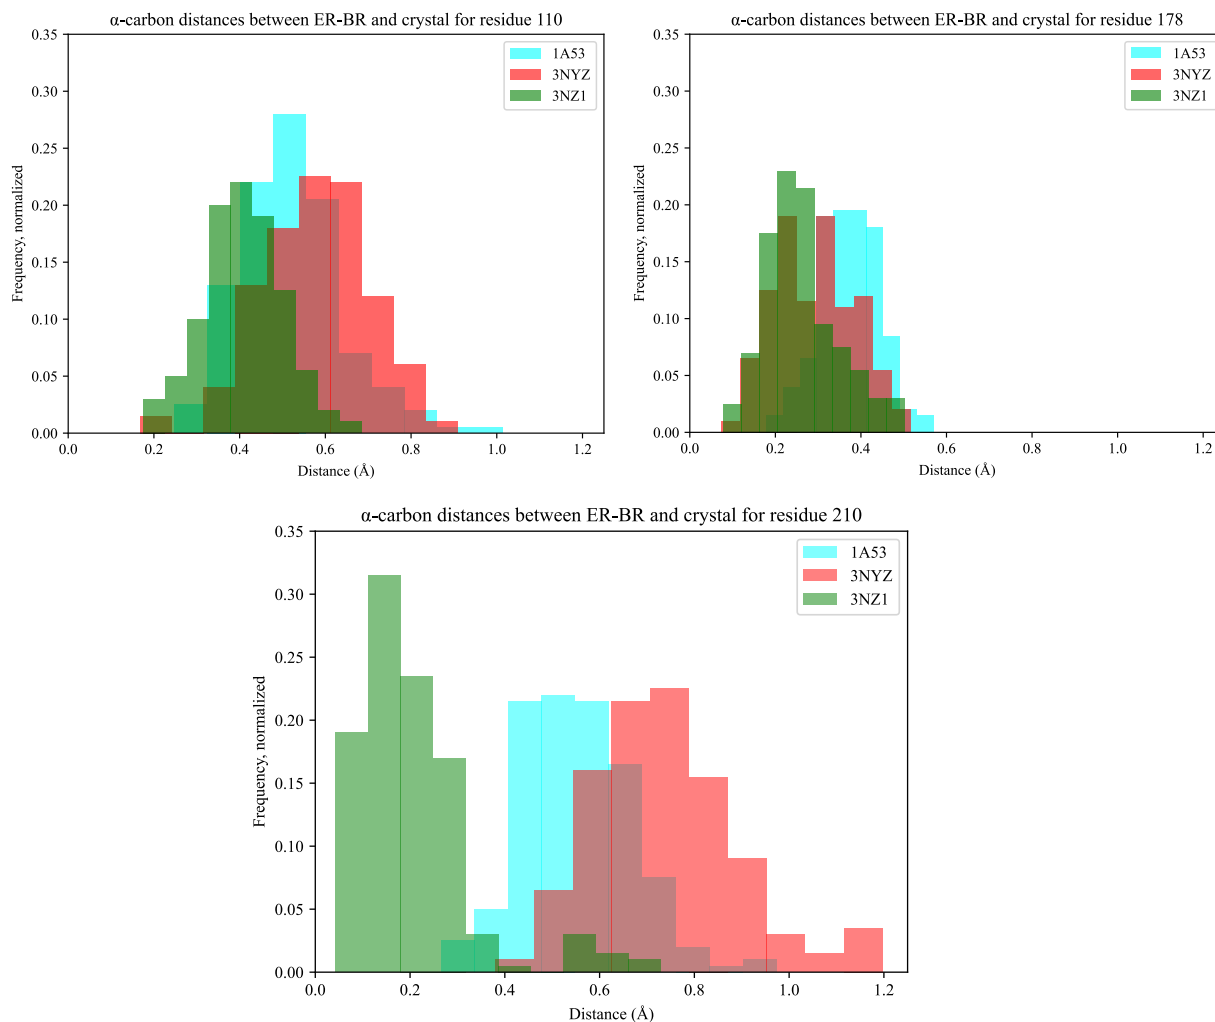 α-carbon distances between ER-BR and crystal for residue 110
0.35
0.30
0.25
0.20
0.15
0.10
0.05
0.00
Frequency, normalized
1A53
3NYZ
3NZ1
0.0 0.2 0.4 0.6 0.8 1.0 1.2
Distance (Å)
α-carbon distances between ER-BR and crystal for residue 178
0.35
0.30
0.25
0.20
0.15
0.10
0.05
0.00
Frequency, normalized
1A53
3NYZ
3NZ1
0.0 0.2 0.4 0.6 0.8 1.0 1.2
Distance (Å)
α-carbon distances between ER-BR and crystal for residue 210
0.35
0.30
0.25
0.20
0.15
0.10
0.05
0.00
Frequency, normalized
1A53
3NYZ
3NZ1
0.0 0.2 0.4 0.6 0.8 1.0 1.2
Distance (Å)